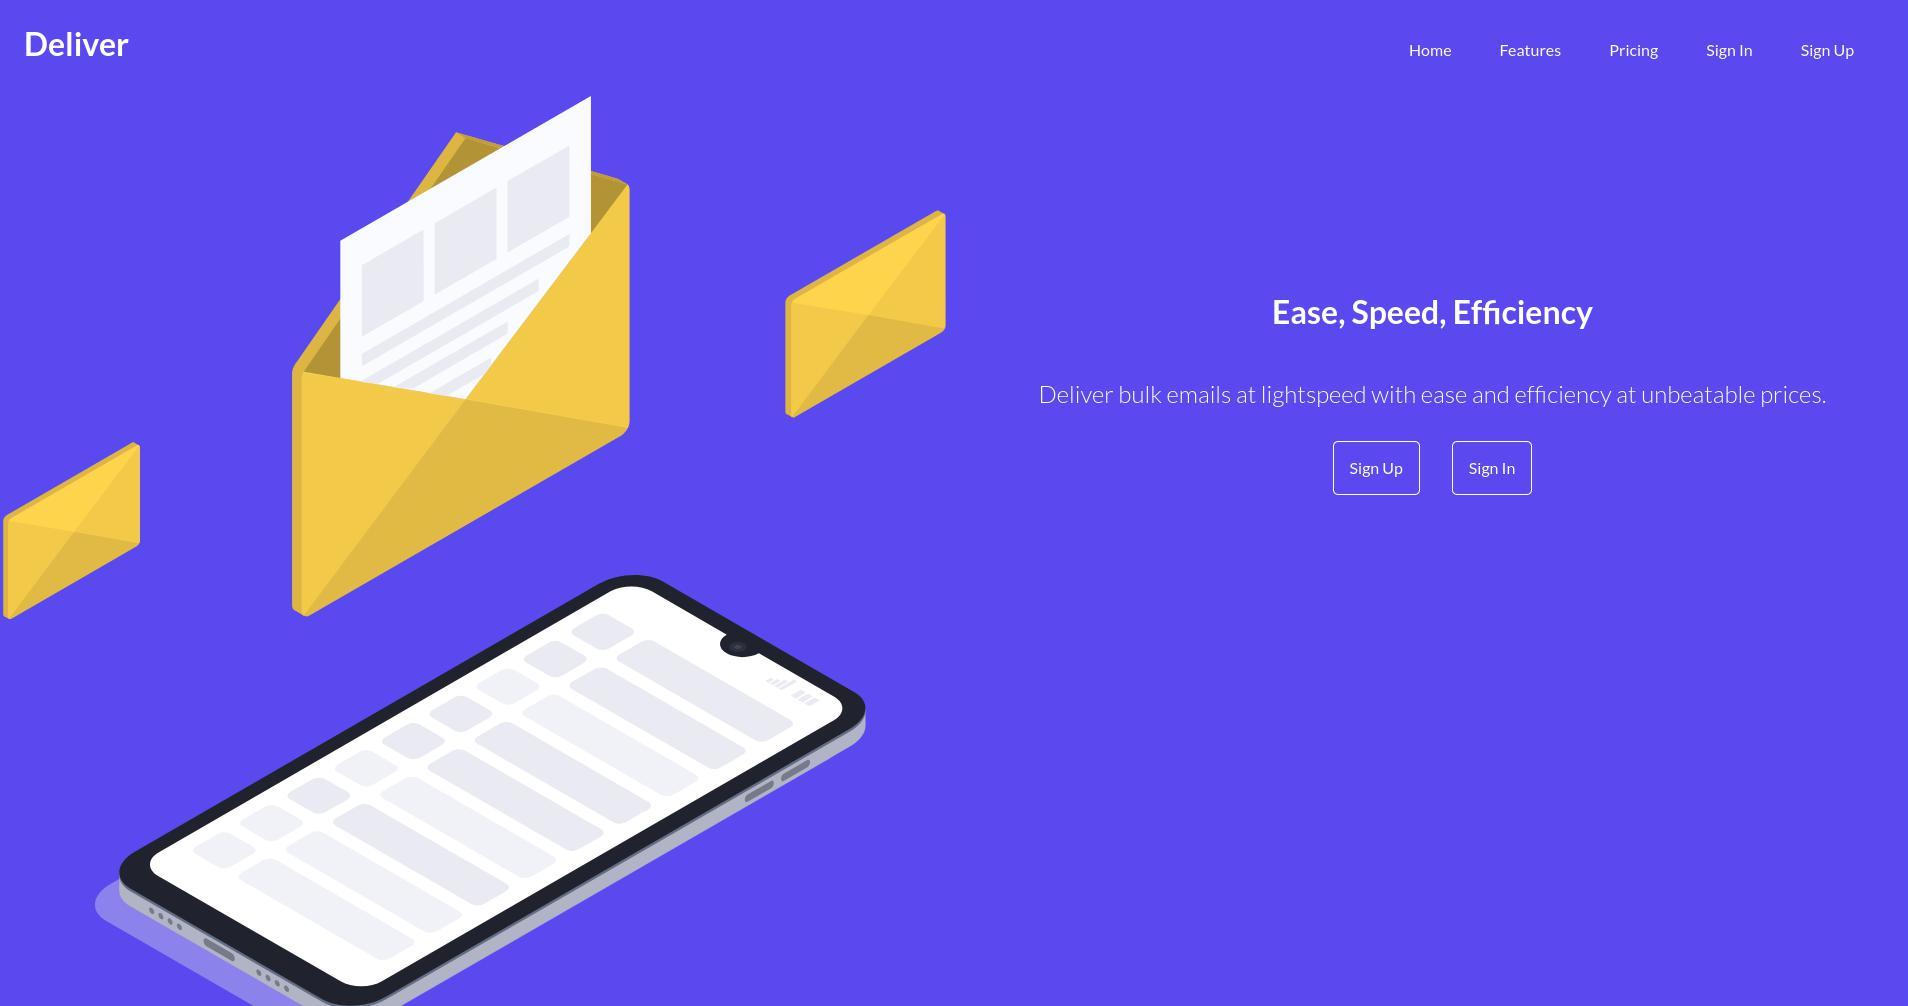 Deliver
Home Features Pricing Sign In Sign Up
Ease, Speed, Efficiency
Deliver bulk emails at lightspeed with ease and efficiency at unbeatable prices.
Sign Up Sign In